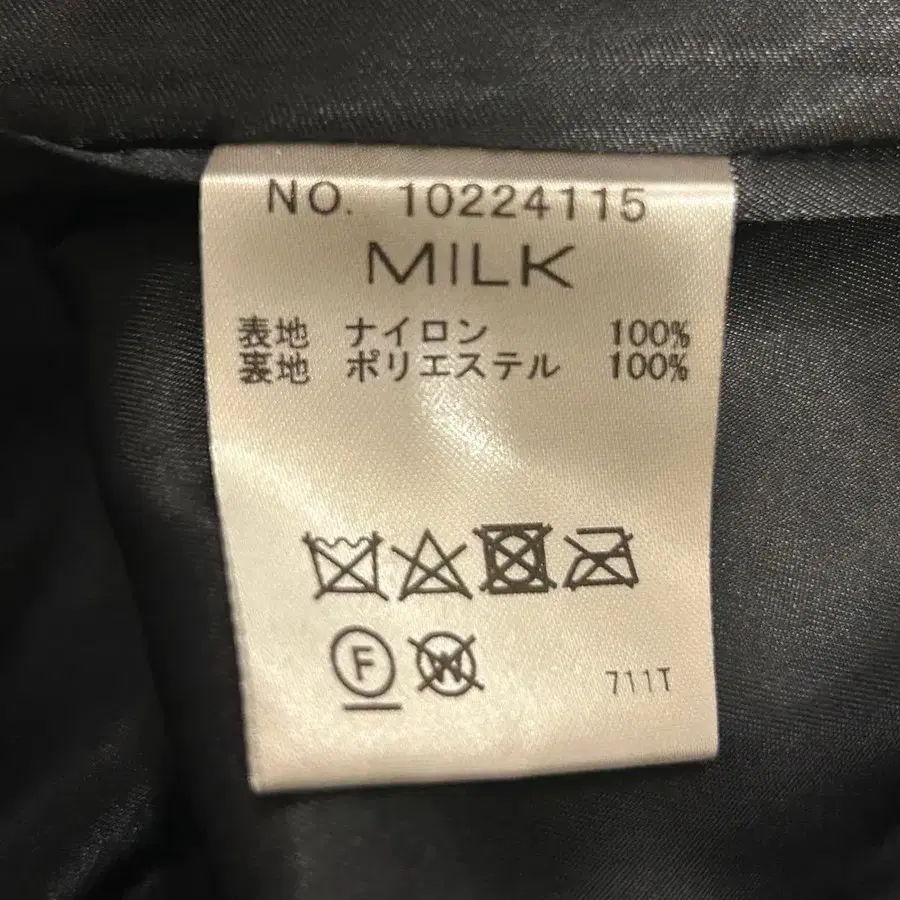 NO. 10224115
MILK
表地 ナイロン 100%
裏地 ポリエステル 100%
F W
711T